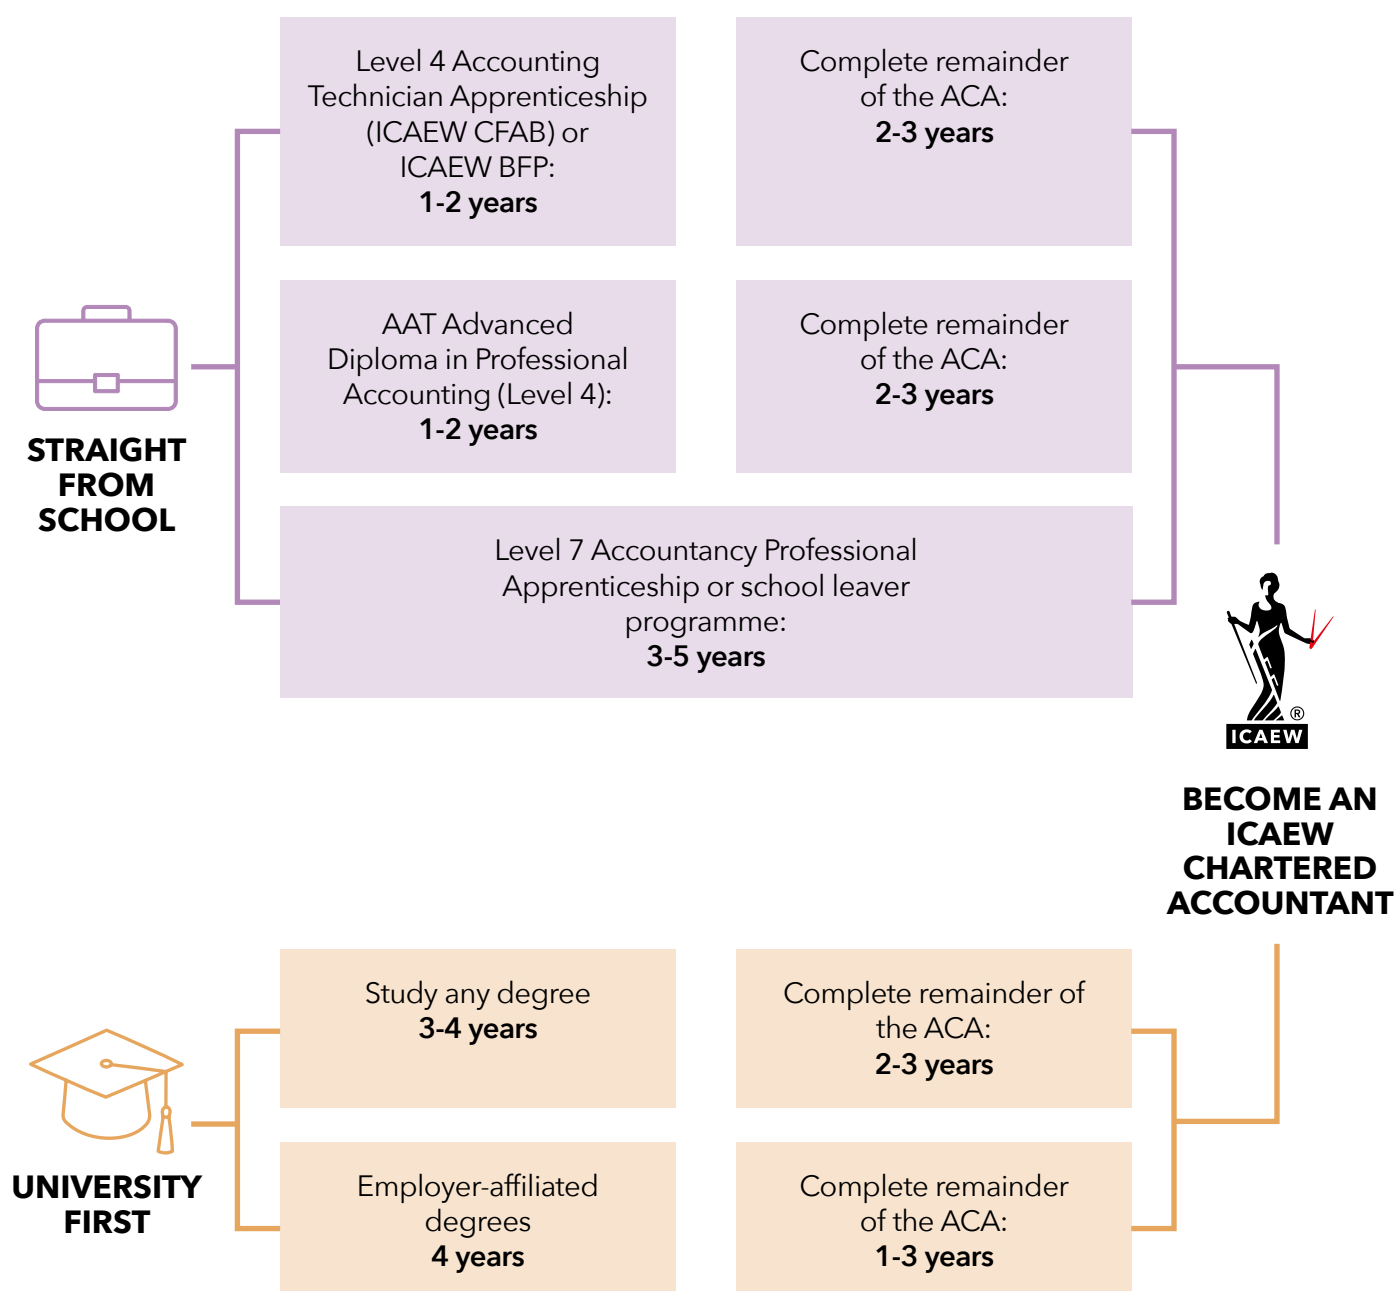 Level 4 Accounting
Technician Apprenticeship
(ICAEW CFAB) or
ICAEW BFP:
1-2 years
Complete remainder
of the ACA:
2-3 years
AAT Advanced
Diploma in Professional
Accounting (Level 4):
1-2 years
Complete remainder
of the ACA:
2-3 years
STRAIGHT
FROM
SCHOOL
Level 7 Accountancy Professional
Apprenticeship or school leaver
programme:
3-5 years
®
ICAEW
BECOME AN
ICAEW
CHARTERED
ACCOUNTANT
Study any degree
3-4 years
Complete remainder of
the ACA:
2-3 years
UNIVERSITY
FIRST
Employer-affiliated
degrees
4 years
Complete remainder
of the ACA:
1-3 years